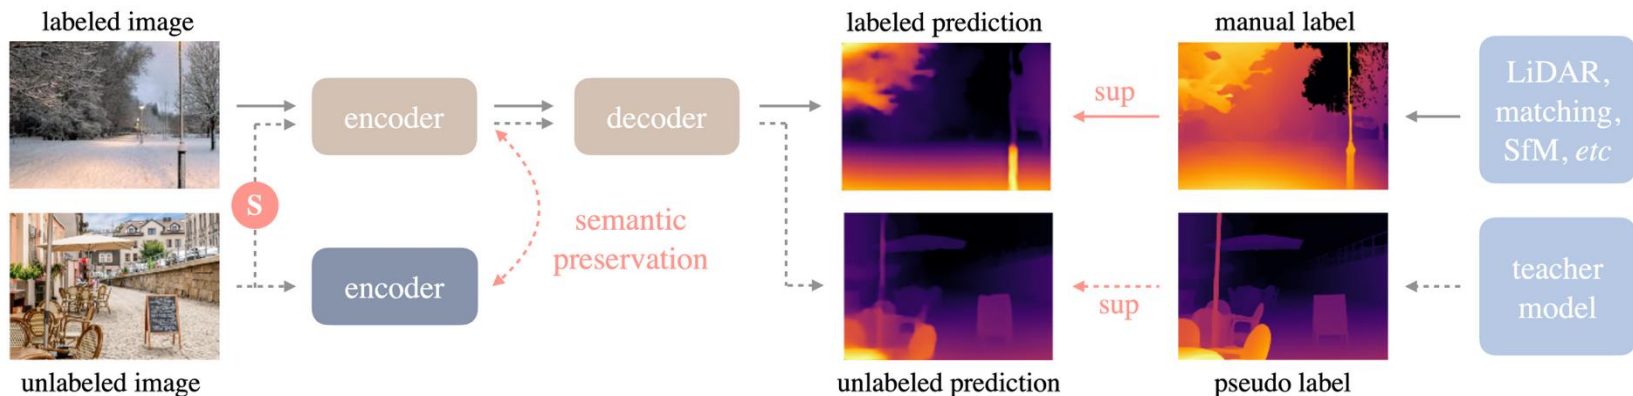 labeled image
labeled prediction
manual label
encoder
decoder
sup
LiDAR,
matching,
SfM, etc
S
semantic
preservation
encoder
sup
teacher
model
unlabeled image
unlabeled prediction
pseudo label